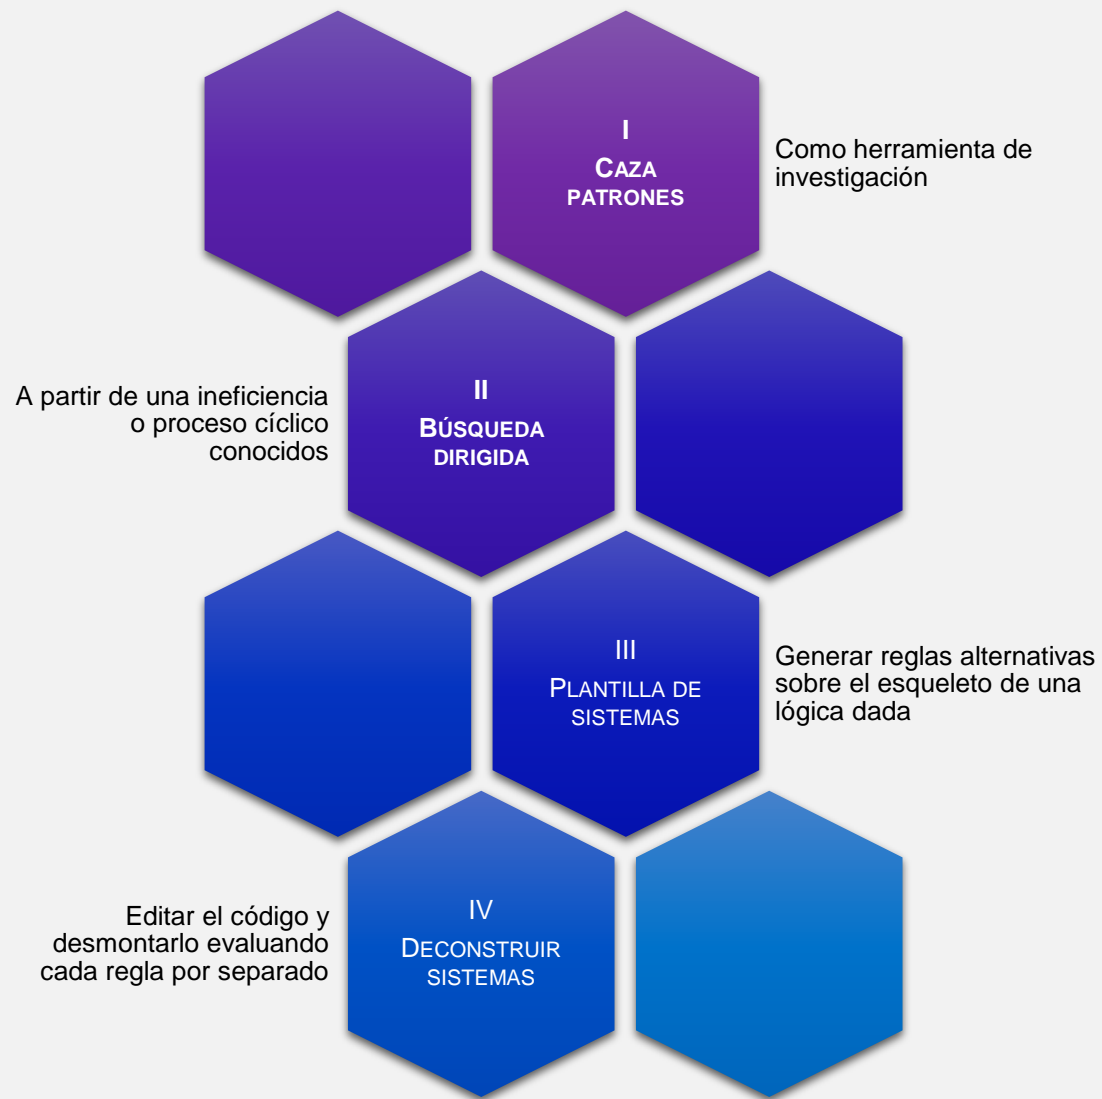 I
CAZA
PATRONES
Como herramienta de
investigación
A partir de una ineficiencia
o proceso cíclico
conocidos
II
BÚSQUEDA
DIRIGIDA
III
PLANTILLA DE
SISTEMAS
Generar reglas alternativas
sobre el esqueleto de una
lógica dada
Editar el código y
desmontarlo evaluando
cada regla por separado
IV
DECONSTRUIR
SISTEMAS